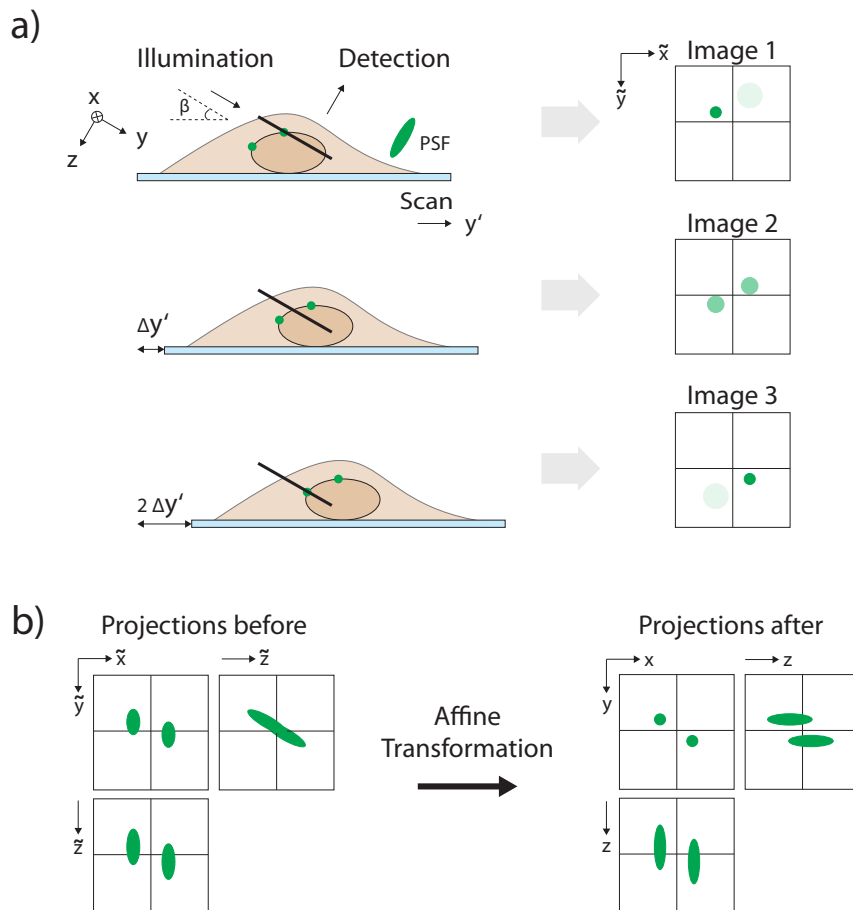 a)
Illumination
Detection
x̃
Image 1
ỹ
x
β
y
z
PSF
Scan
y‘
Image 2
Δy‘
Image 3
2 Δy‘
b)
Projections before
Projections after
x̃
z̃
x
z
ỹ
y
Affine
Transformation
z̃
z